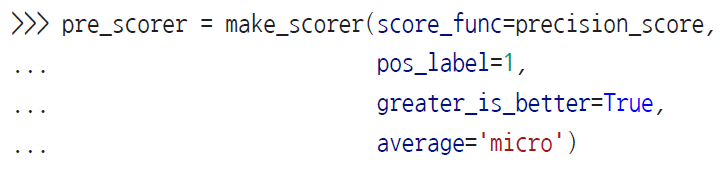 >>> pre_scorer = make_scorer(score_func=precision_score,
... pos_label=1,
... greater_is_better=True,
... average='micro')